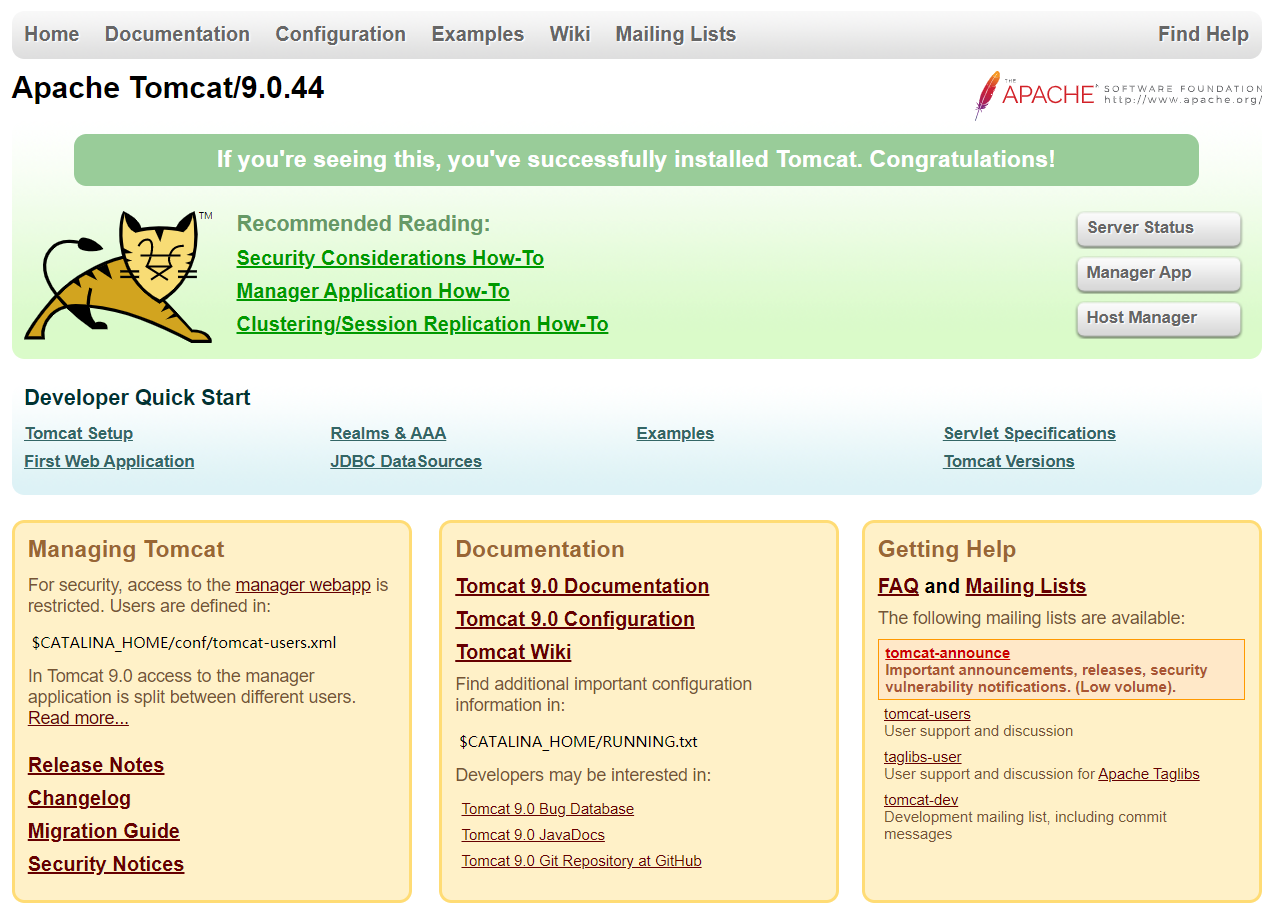 Home Documentation Configuration Examples Wiki Mailing Lists Find Help
Apache Tomcat/9.0.44
THE APACHE® SOFTWARE FOUNDATION
http://www.apache.org/
If you're seeing this, you've successfully installed Tomcat. Congratulations!
TM
Recommended Reading:
Security Considerations How-To
Manager Application How-To
Clustering/Session Replication How-To
Server Status
Manager App
Host Manager
Developer Quick Start
Tomcat Setup
First Web Application
Realms & AAA
JDBC DataSources
Examples
Servlet Specifications
Tomcat Versions
Managing Tomcat
For security, access to the manager webapp is
restricted. Users are defined in:
$CATALINA_HOME/conf/tomcat-users.xml
In Tomcat 9.0 access to the manager
application is split between different users.
Read more...
Release Notes
Changelog
Migration Guide
Security Notices
Documentation
Tomcat 9.0 Documentation
Tomcat 9.0 Configuration
Tomcat Wiki
Find additional important configuration
information in:
$CATALINA_HOME/RUNNING.txt
Developers may be interested in:
Tomcat 9.0 Bug Database
Tomcat 9.0 JavaDocs
Tomcat 9.0 Git Repository at GitHub
Getting Help
FAQ and Mailing Lists
The following mailing lists are available:
tomcat-announce
Important announcements, releases, security
vulnerability notifications. (Low volume).
tomcat-users
User support and discussion
taglibs-user
User support and discussion for Apache Taglibs
tomcat-dev
Development mailing list, including commit
messages